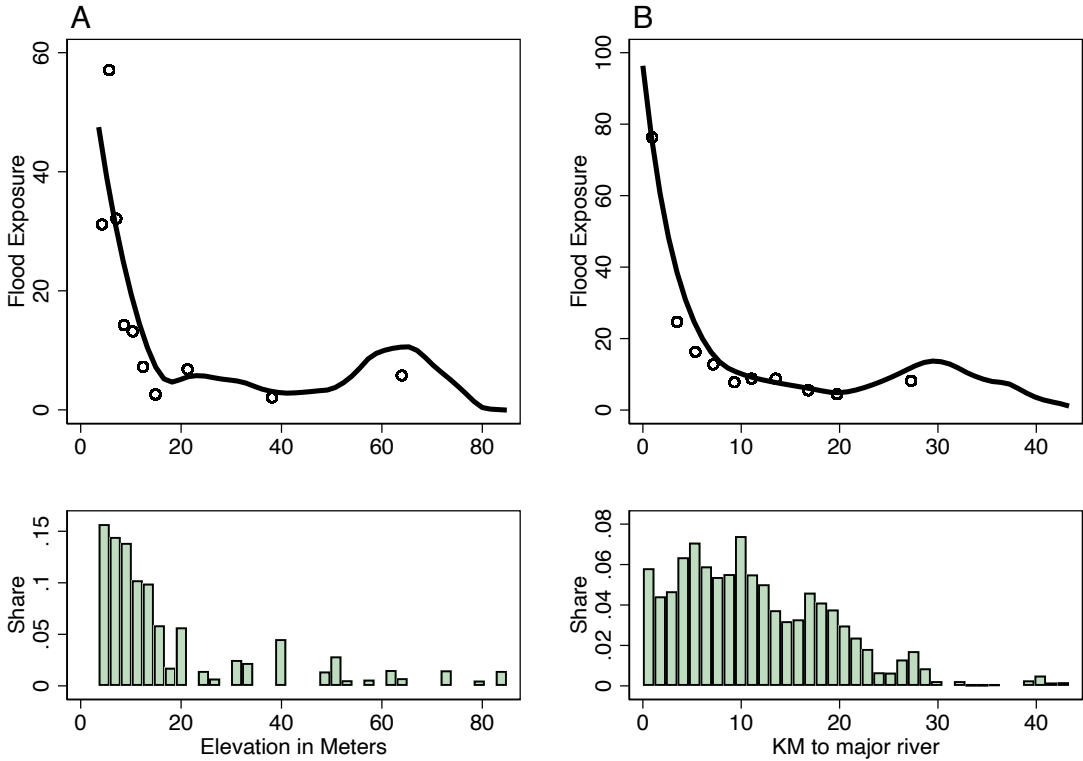 A
Flood Exposure
60
40
20
0
0 20 40 60 80
B
Flood Exposure
100
80
60
40
20
0
0 10 20 30 40
Share
.15
.1
.05
0
0 20 40 60 80
Elevation in Meters
Share
.08
.06
.04
.02
0
0 10 20 30 40
KM to major river